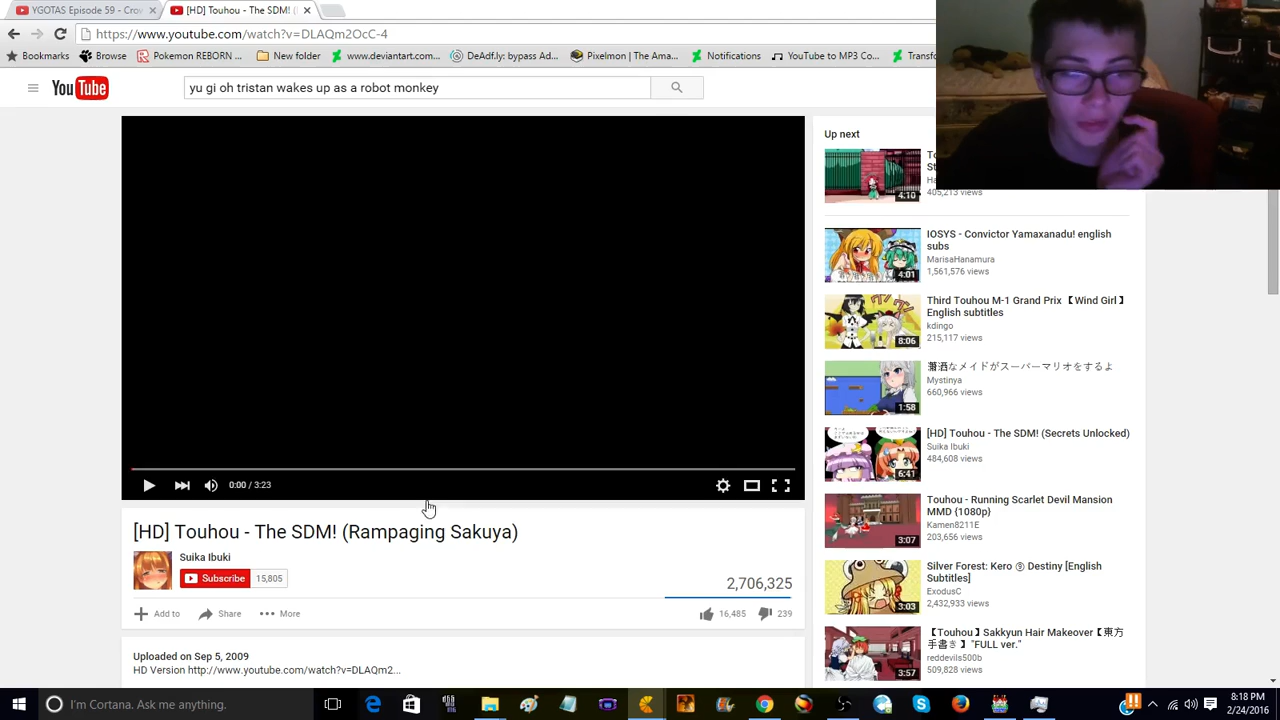 YGOTAS Episode 59 - Crow
[HD] Touhou - The SDM! (
https://www.youtube.com/watch?v=DLAQm2OcC-4
Bookmarks Browse Pokemon REBORN... New folder www.deviantart.com... DeAdf.ly: bypass Ad... Pixelmon | The Ama... Notifications YouTube to MP3 Co... Transf
YouTube
yu gi oh tristan wakes up as a robot monkey
Up next
4:10
405,213 views
IOSYS - Convictor Yamaxanadu! english
subs
MarisaHanamura
1,561,576 views
4:01
Third Touhou M-1 Grand Prix 【Wind Girl】
English subtitles
kdingo
215,117 views
8:06
瀟洒なメイドがスーパーマリオをするよ
Mystinya
660,966 views
1:58
[HD] Touhou - The SDM! (Secrets Unlocked)
Suika Ibuki
484,608 views
6:41
0:00 / 3:23
Touhou - Running Scarlet Devil Mansion
MMD {1080p}
Kamen8211E
203,656 views
3:07
[HD] Touhou - The SDM! (Rampaging Sakuya)
Suika Ibuki
Subscribe 15,805
2,706,325
Add to Share More
16,485 239
Silver Forest: Kero ⑨ Destiny [English
Subtitles]
ExodusC
2,432,933 views
3:03
【Touhou】Sakkyun Hair Makeover【東方
手書き】"FULL ver."
reddevils500b
509,828 views
3:57
Uploaded on Sep 5, 2009
HD Version http://www.youtube.com/watch?v=DLAQm2...
I'm Cortana. Ask me anything.
8:18 PM
2/24/2016